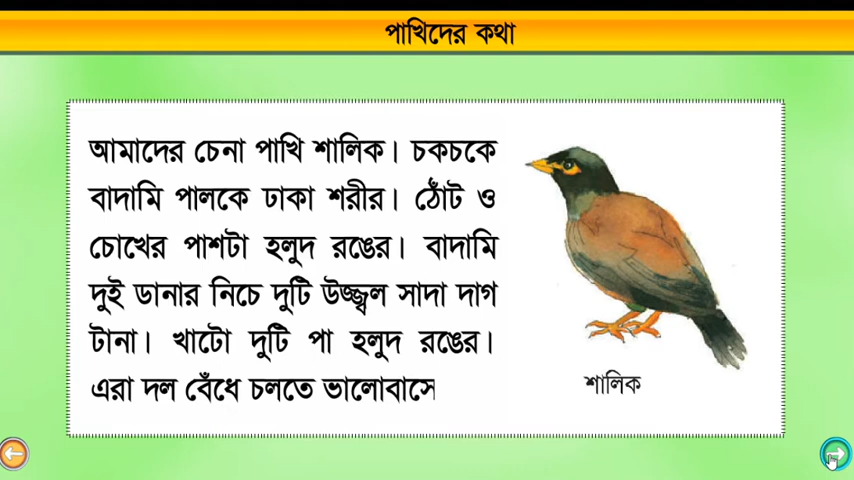 পাখিদের কথা
আমাদের চেনা পাখি শালিক। চকচকে
বাদামি পালকে ঢাকা শরীর। ঠোঁট ও
চোখের পাশটা হলুদ রঙের। বাদামি
দুই ডানার নিচে দুটি উজ্জ্বল সাদা দাগ
টানা। খাটো দুটি পা হলুদ রঙের।
এরা দল বেঁধে চলতে ভালোবাসে
শালিক